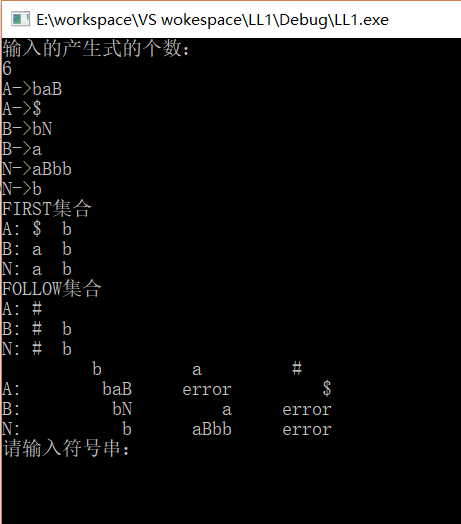 E:\workspace\VS wokespace\LL1\Debug\LL1.exe
输入的产生式的个数：
6
A->baB
A->$
B->bN
B->a
N->aBbb
N->b
FIRST集合
A: $ b
B: a b
N: a b
FOLLOW集合
A: #
B: # b
N: # b
b a #
A: baB error $
B: bN a error
N: b aBbb error
请输入符号串：